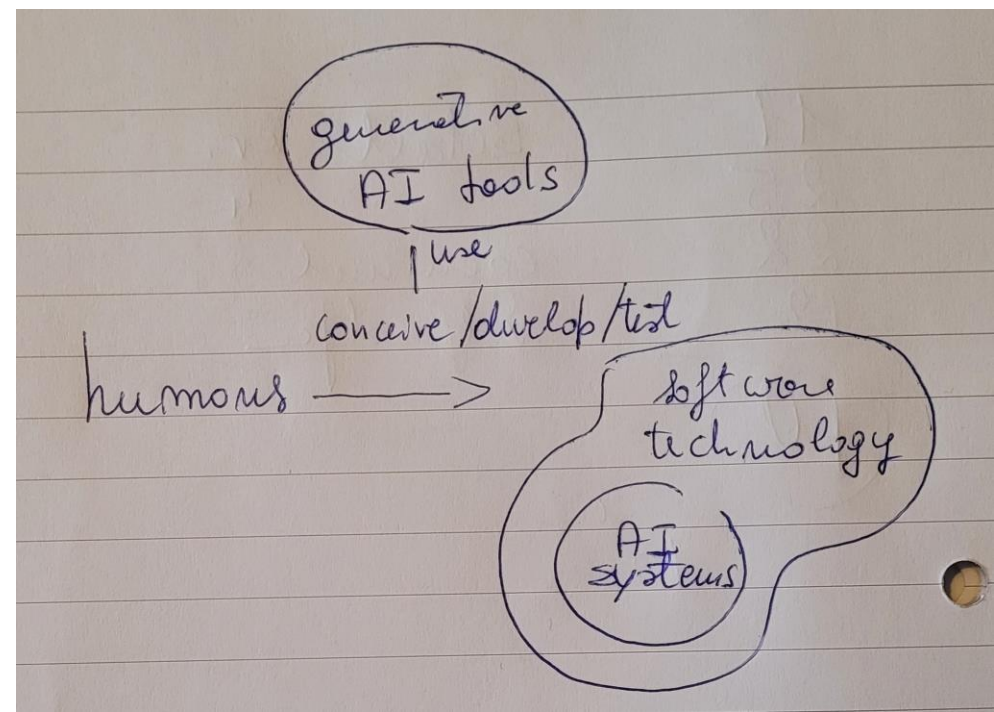 generative
AI tools
use
conceive/develop/test
humans
software
technology
AI
systems